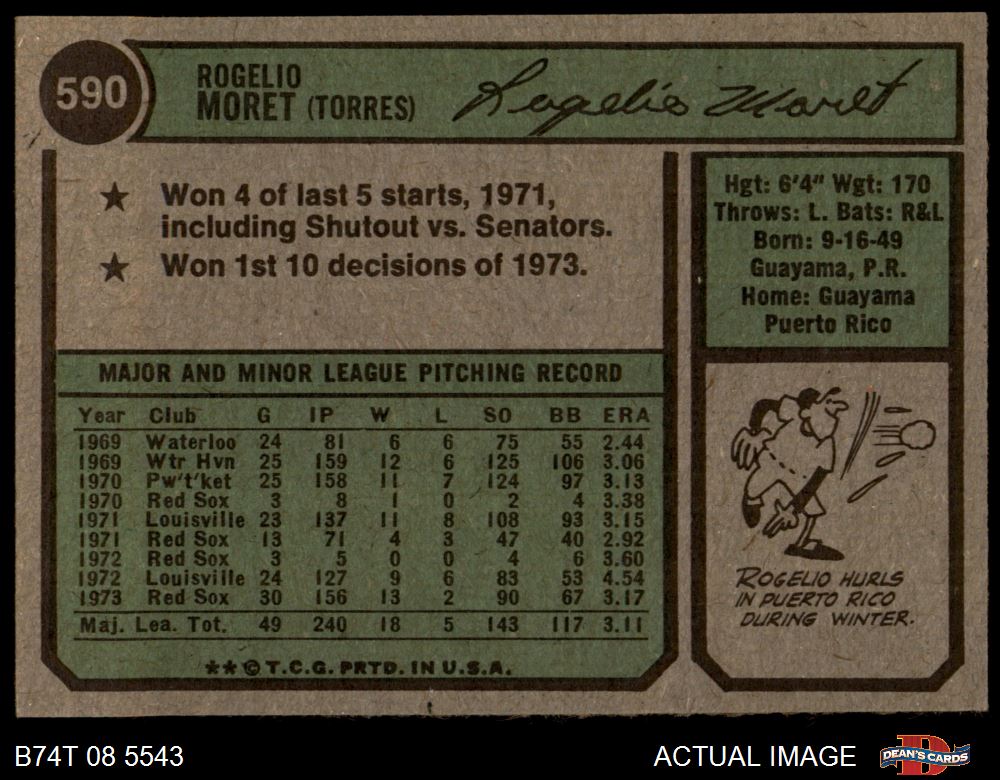 590
ROGELIO
MORET (TORRES)
Rogelio Moret
★ Won 4 of last 5 starts, 1971,
including Shutout vs. Senators.
★ Won 1st 10 decisions of 1973.
Hgt: 6'4" Wgt: 170
Throws: L. Bats: R&L
Born: 9-16-49
Guayama, P.R.
Home: Guayama
Puerto Rico
MAJOR AND MINOR LEAGUE PITCHING RECORD
Year Club G IP W L SO BB ERA
1969 Waterloo 24 81 6 6 75 55 2.44
1969 Wtr Hvn 25 159 12 6 125 106 3.06
1970 Pw't'ket 25 158 11 7 124 97 3.13
1970 Red Sox 3 8 1 0 2 4 3.38
1971 Louisville 23 137 11 8 108 93 3.15
1971 Red Sox 13 71 4 3 47 40 2.92
1972 Red Sox 3 5 0 0 4 6 3.60
1972 Louisville 24 127 9 6 83 53 4.54
1973 Red Sox 30 156 13 2 90 67 3.17
Maj. Lea. Tot. 49 240 18 5 143 117 3.11
**©T.C.G. PRTD. IN U.S.A.
ROGELIO HURLS
IN PUERTO RICO
DURING WINTER.
B74T 08 5543
ACTUAL IMAGE
DEAN'S CARDS